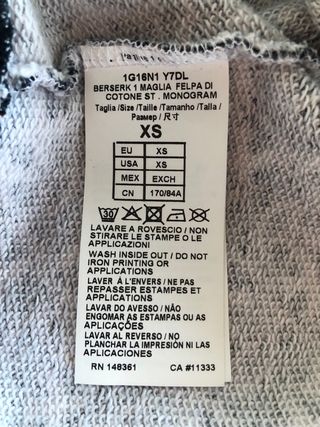 1G16N1 Y7DL
BERSERK 1 MAGLIA FELPA DI
COTONE ST. MONOGRAM
Taglia /Size /Taille /Tamanho /Talla /
Размер / 尺寸
XS
EU XS
USA XS
MEX EXCH
CN 170/84A
30
LAVARE A ROVESCIO / NON
STIRARE LE STAMPE O LE
APPLICAZIONI
WASH INSIDE OUT / DO NOT
IRON PRINTING OR
APPLICATIONS
LAVER À L'ENVERS / NE PAS
REPASSER ESTAMPES ET
APPLICATIONS
LAVAR DO AVESSO / NÃO
ENGOMAR AS ESTAMPAS OU AS
APLICAÇÕES
LAVAR AL REVERSO / NO
PLANCHAR LA IMPRESIÓN NI LAS
APLICACIONES
RN 148361 CA #11333